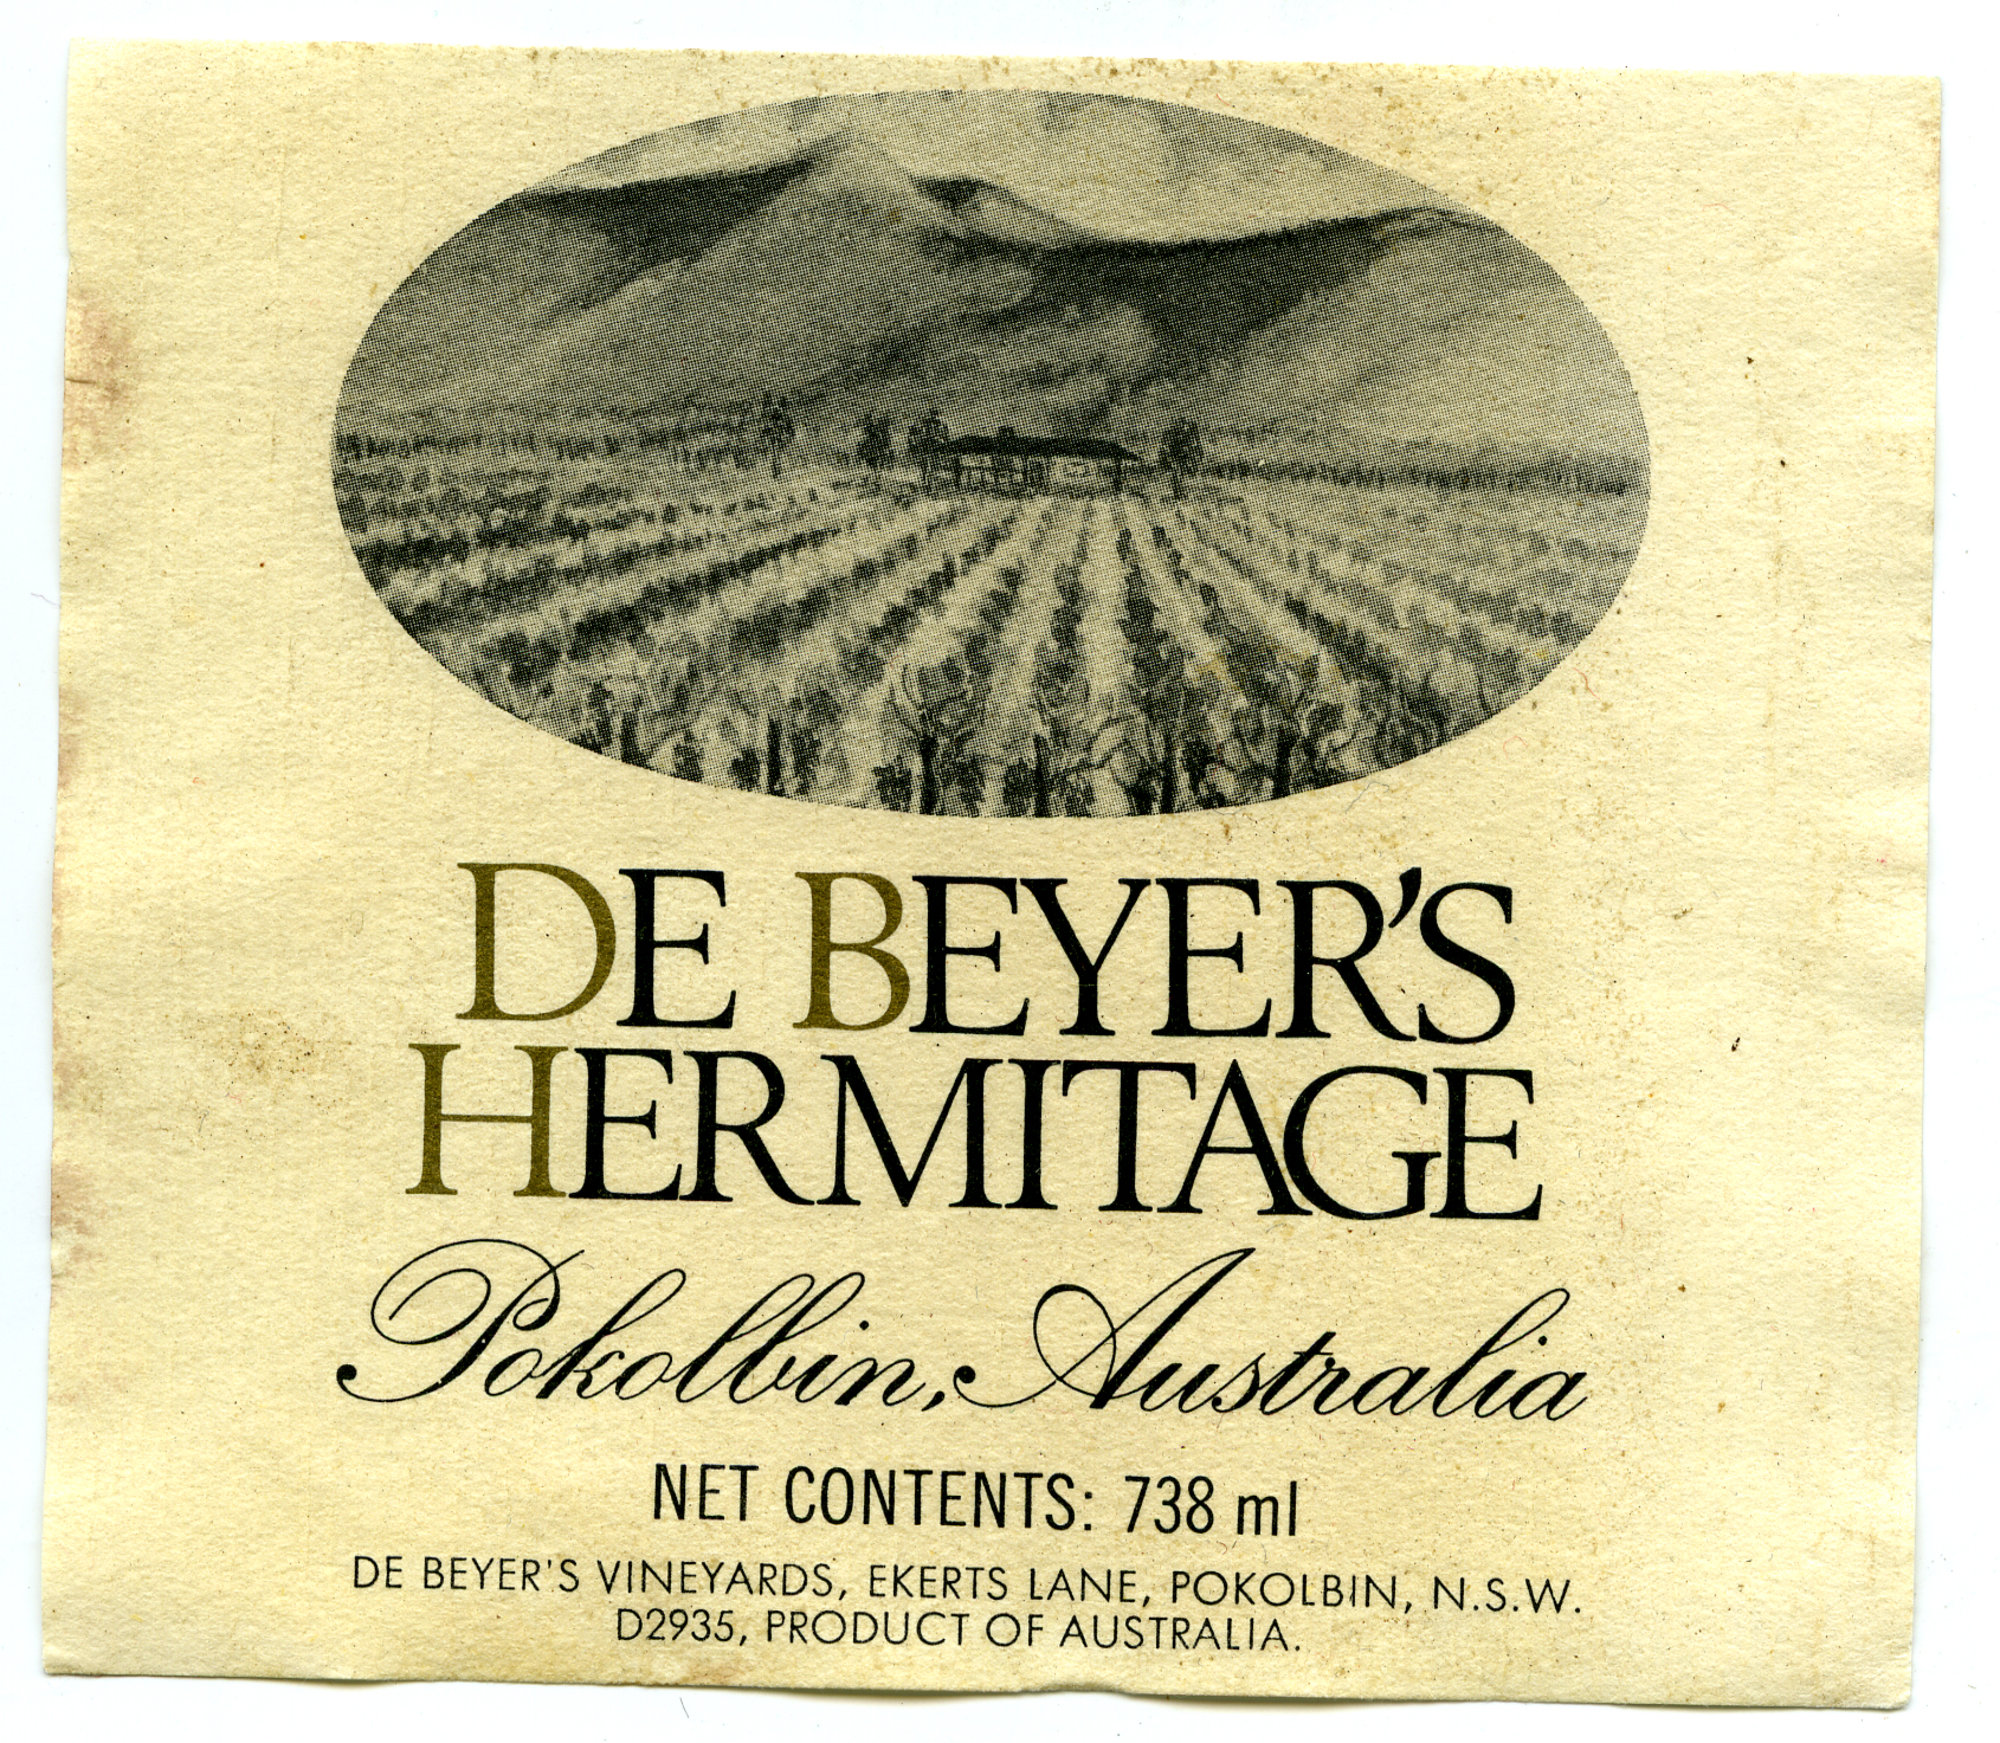 DE BEYER'S
HERMITAGE
Pokolbin, Australia
NET CONTENTS: 738 ml
DE BEYER'S VINEYARDS, EKERTS LANE, POKOLBIN, N.S.W.
D2935, PRODUCT OF AUSTRALIA.